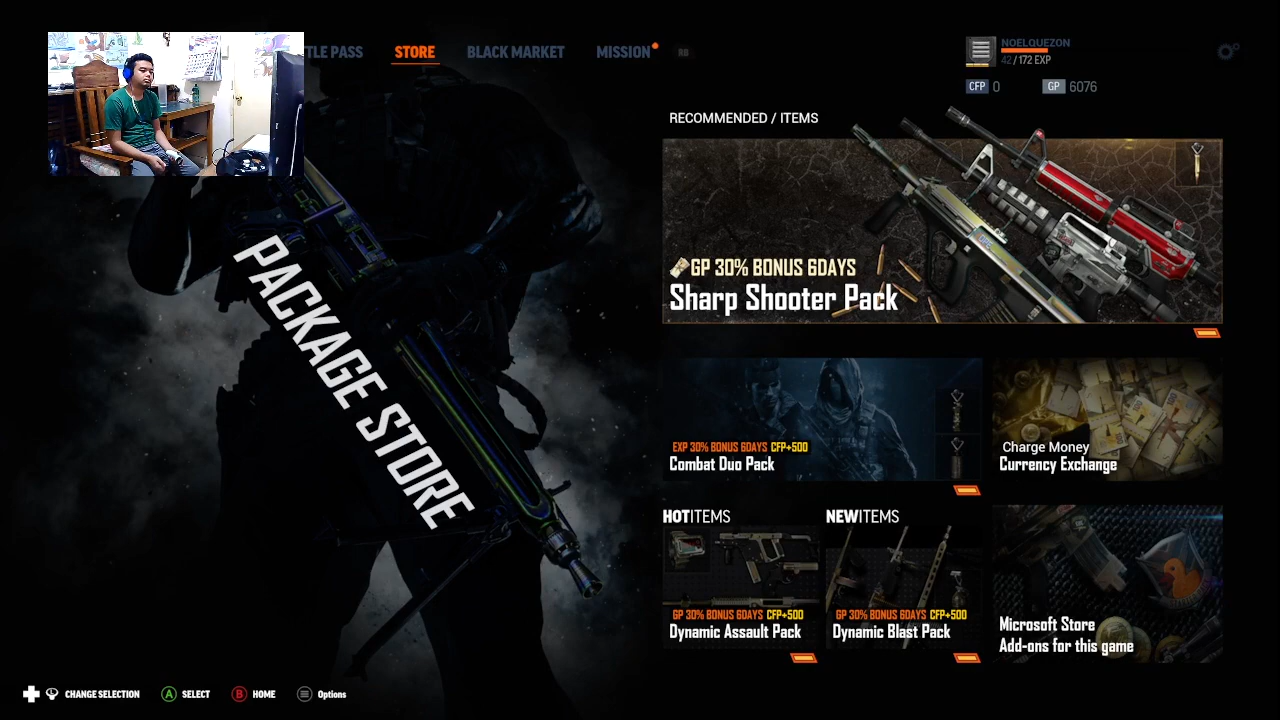 TLE PASS
STORE
BLACK MARKET
MISSION
RB
NOELQUEZON
42 / 172 EXP
CFP 0
GP 6076
PACKAGE STORE
RECOMMENDED / ITEMS
GP 30% BONUS 6DAYS
Sharp Shooter Pack
EXP 30% BONUS 6DAYS CFP+500
Combat Duo Pack
Charge Money
Currency Exchange
HOTITEMS
GP 30% BONUS 6DAYS CFP+500
Dynamic Assault Pack
NEWITEMS
GP 30% BONUS 6DAYS CFP+500
Dynamic Blast Pack
Microsoft Store
Add-ons for this game
CHANGE SELECTION
A SELECT
B HOME
Options